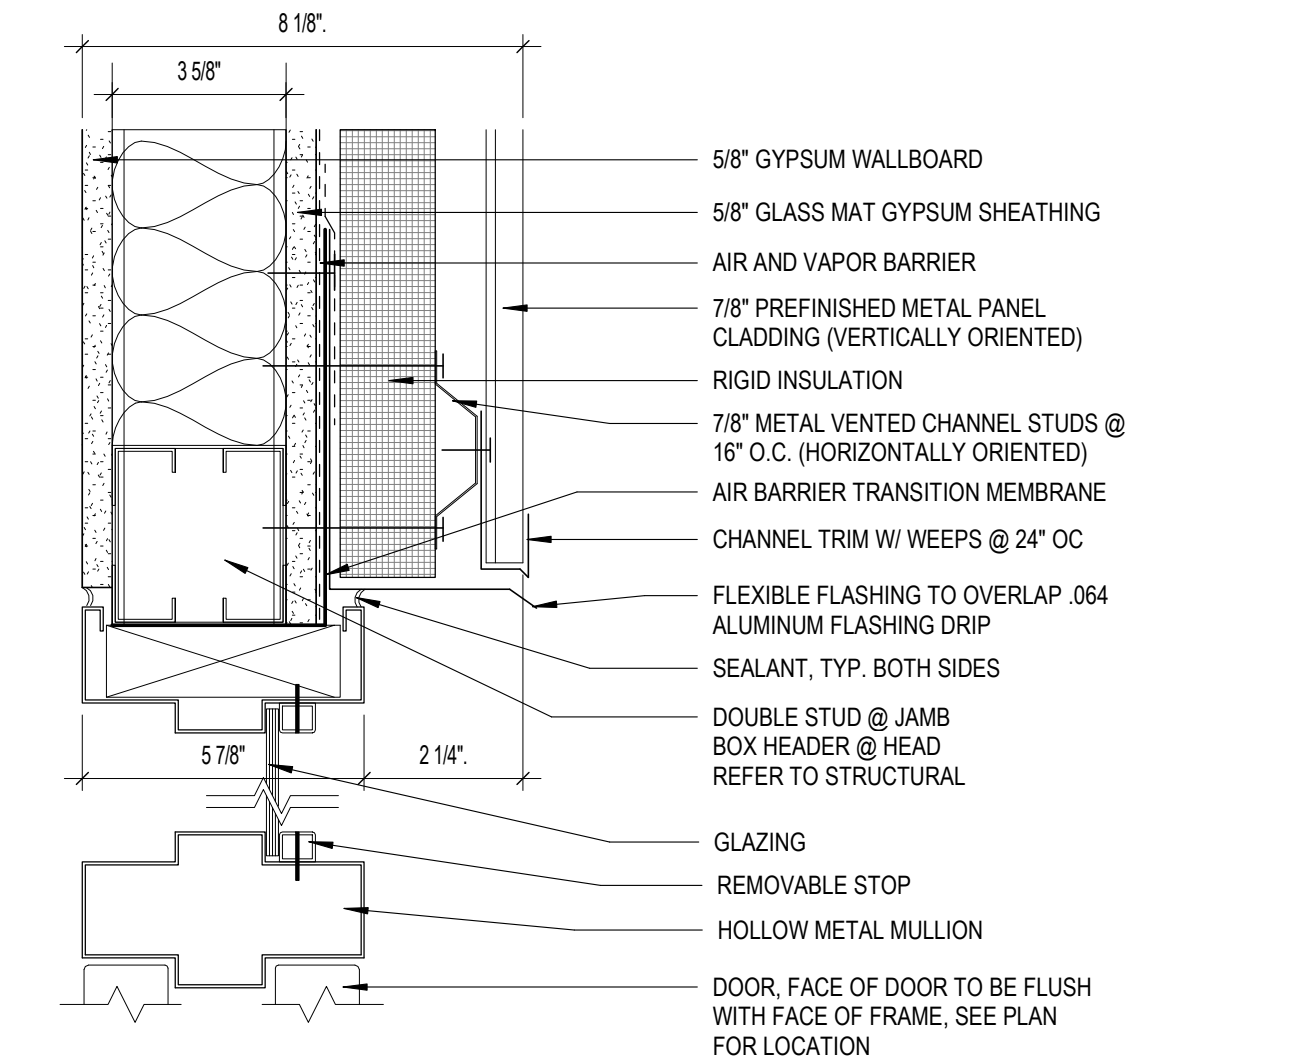 8 1/8".
3 5/8"
5/8" GYPSUM WALLBOARD
5/8" GLASS MAT GYPSUM SHEATHING
AIR AND VAPOR BARRIER
7/8" PREFINISHED METAL PANEL
CLADDING (VERTICALLY ORIENTED)
RIGID INSULATION
7/8" METAL VENTED CHANNEL STUDS @
16" O.C. (HORIZONTALLY ORIENTED)
AIR BARRIER TRANSITION MEMBRANE
CHANNEL TRIM W/ WEEPS @ 24" OC
FLEXIBLE FLASHING TO OVERLAP .064
ALUMINUM FLASHING DRIP
SEALANT, TYP. BOTH SIDES
DOUBLE STUD @ JAMB
BOX HEADER @ HEAD
REFER TO STRUCTURAL
5 7/8"
2 1/4".
GLAZING
REMOVABLE STOP
HOLLOW METAL MULLION
DOOR, FACE OF DOOR TO BE FLUSH
WITH FACE OF FRAME, SEE PLAN
FOR LOCATION